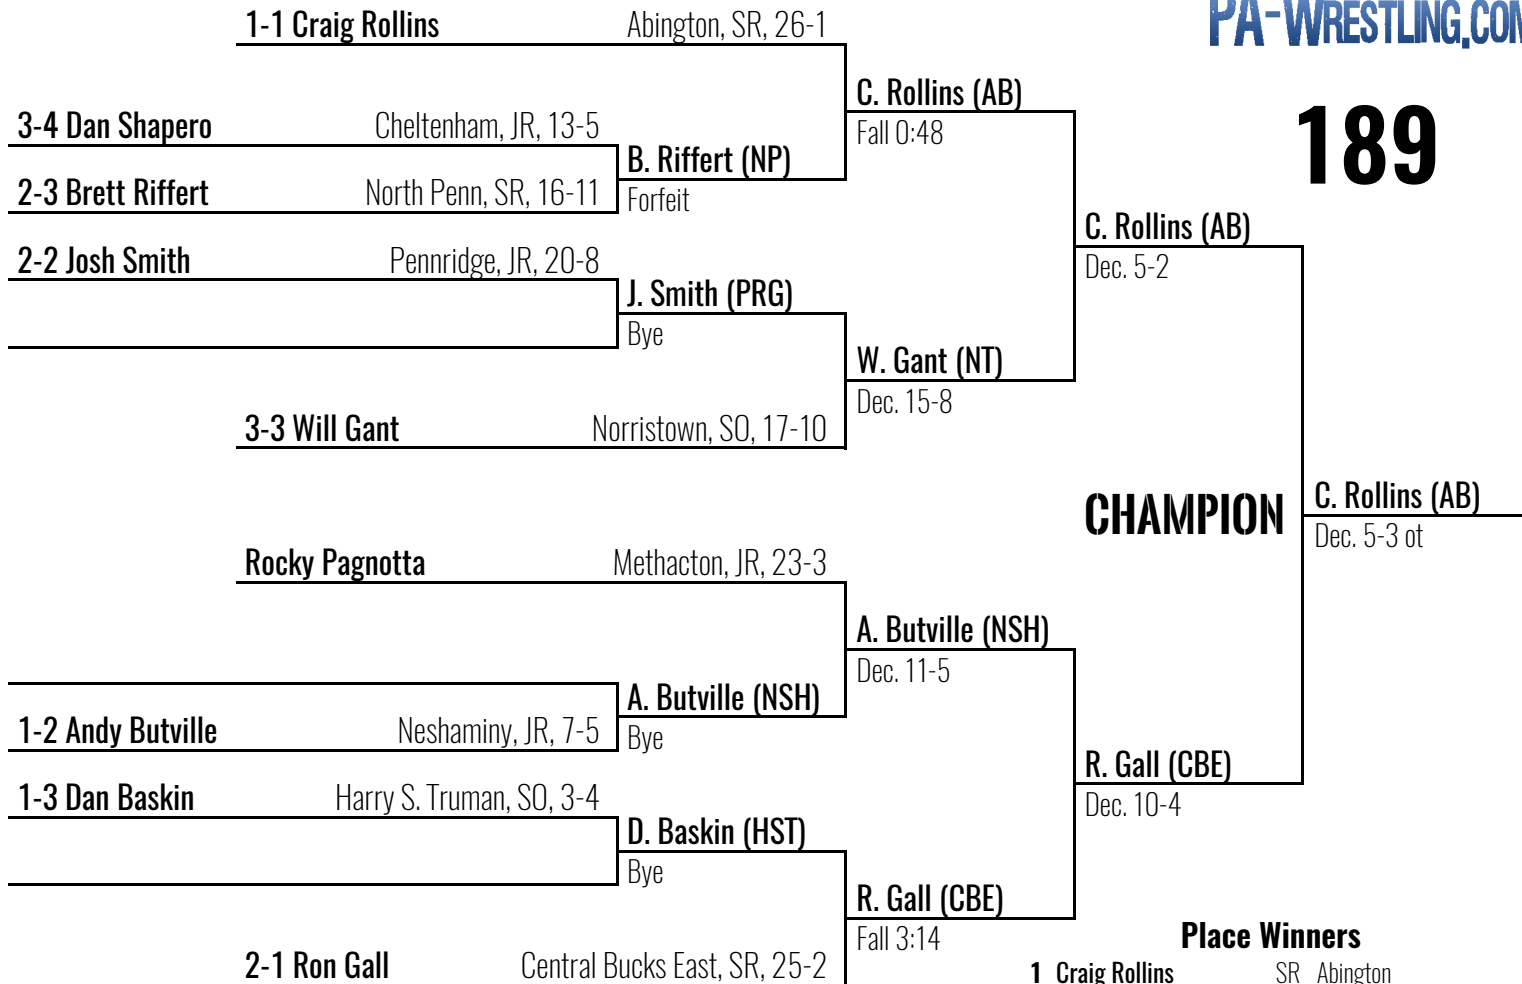 1-1 Craig Rollins Abington, SR, 26-1
PA-WRESTLING.COM
C. Rollins (AB)
Fall 0:48
189
3-4 Dan Shapero Cheltenham, JR, 13-5
B. Riffert (NP)
2-3 Brett Riffert North Penn, SR, 16-11
Forfeit
C. Rollins (AB)
Dec. 5-2
2-2 Josh Smith Pennridge, JR, 20-8
J. Smith (PRG)
Bye
W. Gant (NT)
Dec. 15-8
3-3 Will Gant Norristown, SO, 17-10
CHAMPION
C. Rollins (AB)
Dec. 5-3 ot
Rocky Pagnotta Methacton, JR, 23-3
A. Butville (NSH)
Dec. 11-5
A. Butville (NSH)
1-2 Andy Butville Neshaminy, JR, 7-5
Bye
R. Gall (CBE)
Dec. 10-4
1-3 Dan Baskin Harry S. Truman, SO, 3-4
D. Baskin (HST)
Bye
R. Gall (CBE)
Fall 3:14
Place Winners
2-1 Ron Gall Central Bucks East, SR, 25-2
1 Craig Rollins SR Abington